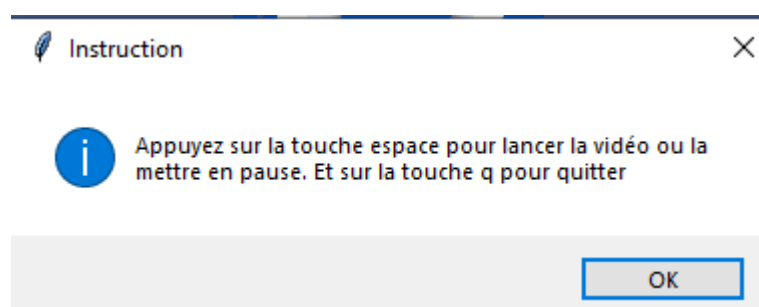 Instruction
Appuyez sur la touche espace pour lancer la vidéo ou la
mettre en pause. Et sur la touche q pour quitter
OK